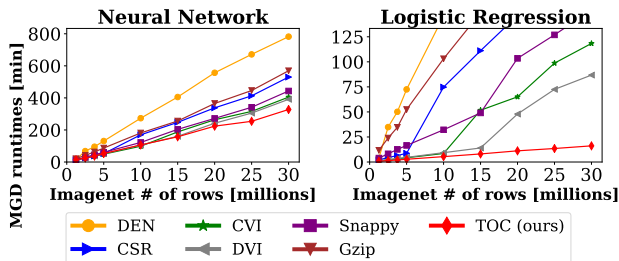 Neural Network
Logistic Regression
MGD runtimes [min]
800
600
400
200
0
0 5 10 15 20 25 30
Imagenet # of rows [millions]
125
100
75
50
25
0
0 5 10 15 20 25 30
Imagenet # of rows [millions]
DEN CVI Snappy TOC (ours)
CSR DVI Gzip